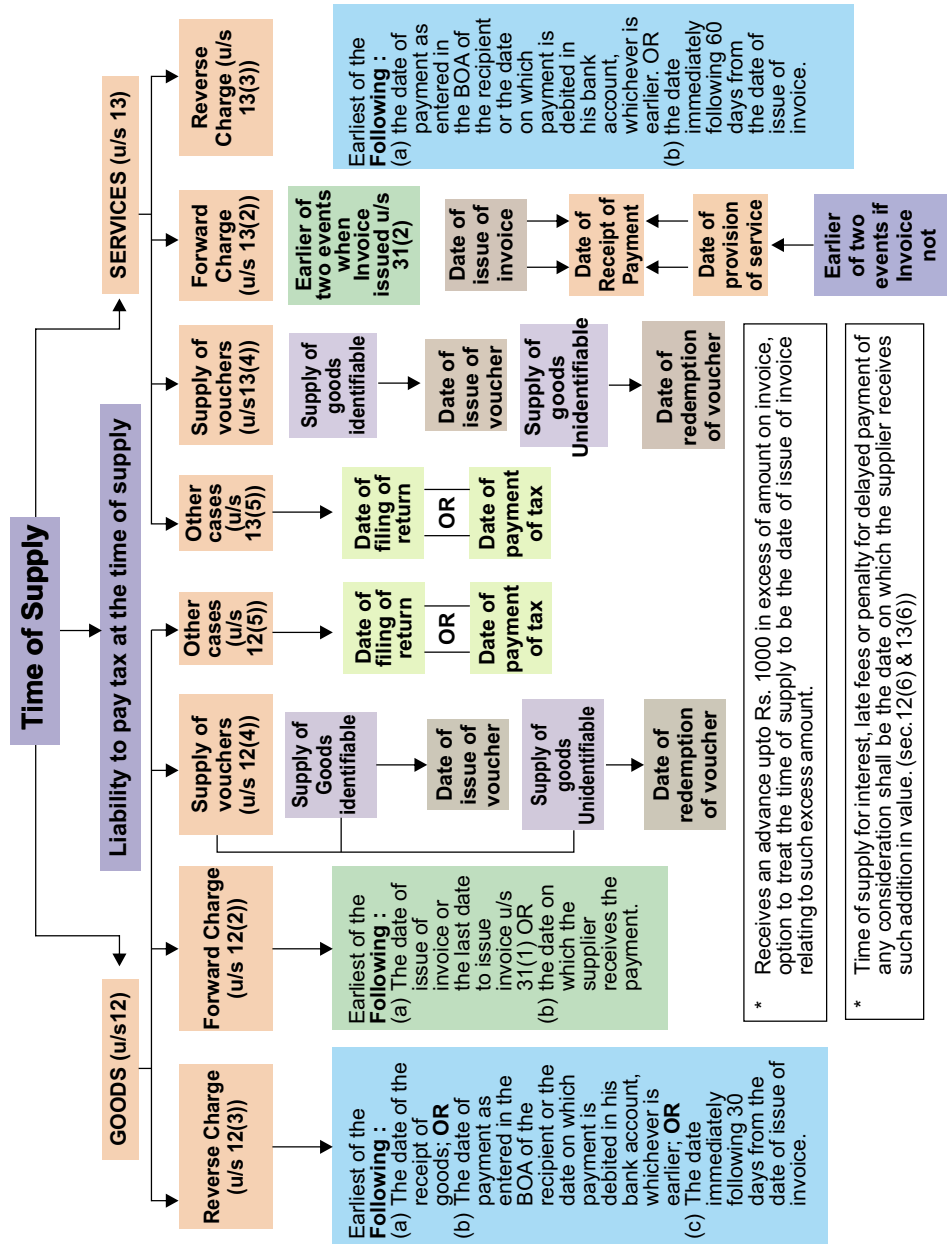 Time of Supply
Liability to pay tax at the time of supply
GOODS (u/s12)
SERVICES (u/s 13)
Reverse Charge
(u/s 12(3))
Earliest of the
Following :
(a) The date of the
receipt of
goods; OR
(b) The date of
payment as
entered in the
BOA of the
recipient or the
date on which
payment is
debited in his
bank account,
whichever is
earlier; OR
(c) The date
immediately
following 30
days from the
date of issue of
invoice.
Forward Charge
(u/s 12(2))
Earliest of the
Following :
(a) The date of
issue of
invoice or
the last date
to issue
invoice u/s
31(1) OR
(b) the date on
which the
supplier
receives the
payment.
Supply of
vouchers
(u/s 12(4))
Supply of
Goods
identifiable
Date of
issue of
voucher
Supply of
goods
Unidentifiable
Date of
redemption
of voucher
Other
cases
(u/s
12(5))
Date of
filing of
return
OR
Date of
payment
of tax
Other
cases
(u/s
13(5))
Date of
filing of
return
OR
Date of
payment
of tax
Supply of
vouchers
(u/s13(4))
Supply of
goods
identifiable
Date of
issue of
voucher
Supply of
goods
Unidentifiable
Date of
redemption
of voucher
Forward
Charge
(u/s 13(2))
Earlier of
two events
when
Invoice
issued u/s
31(2)
Date of
issue of
invoice
Date of
Receipt of
Payment
Date of
provision
of service
Earlier
of two
events if
Invoice
not
Reverse
Charge (u/s
13(3))
Earliest of the
Following :
(a) the date of
payment as
entered in
the BOA of
the recipient
or the date
on which
payment is
debited in
his bank
account,
whichever is
earlier. OR
(b) the date
immediately
following 60
days from
the date of
issue of
invoice.
* Receives an advance upto Rs. 1000 in excess of amount on invoice,
option to treat the time of supply to be the date of issue of invoice
relating to such excess amount.
* Time of supply for interest, late fees or penalty for delayed payment of
any consideration shall be the date on which the supplier receives
such addition in value. (sec.12(6) & 13(6))